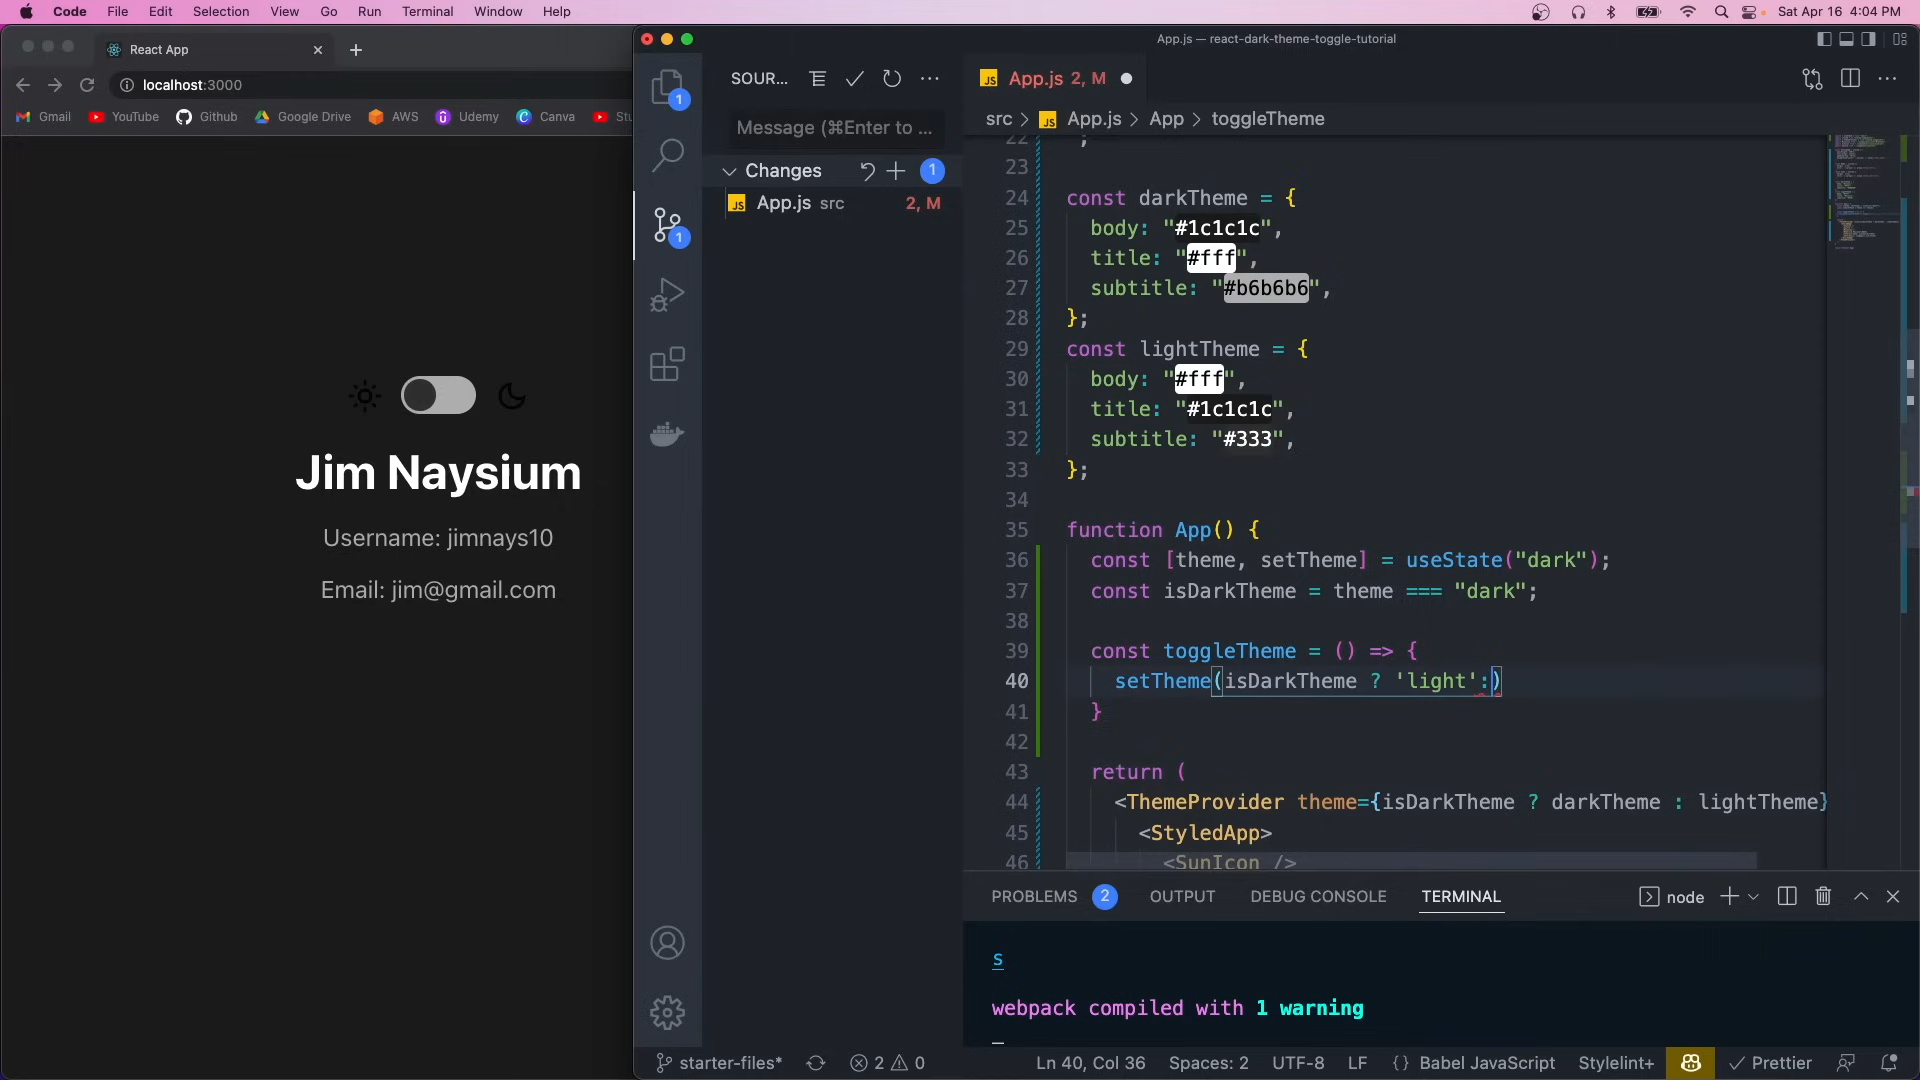 Code File Edit Selection View Go Run Terminal Window Help Sat Apr 16 4:04 PM
React App
localhost:3000
Gmail YouTube Github Google Drive AWS Udemy Canva Stu
Jim Naysium
Username: jimnays10
Email: jim@gmail.com
App.js — react-dark-theme-toggle-tutorial
SOUR...
App.js 2, M
Message (⌘Enter to ...
src > App.js > App > toggleTheme
1
1
Changes 1
App.js src 2, M
22 ;
23
24 const darkTheme = {
25 body: "#1c1c1c",
26 title: "#fff",
27 subtitle: "#b6b6b6",
28 };
29 const lightTheme = {
30 body: "#fff",
31 title: "#1c1c1c",
32 subtitle: "#333",
33 };
34
35 function App() {
36 const [theme, setTheme] = useState("dark");
37 const isDarkTheme = theme === "dark";
38
39 const toggleTheme = () => {
40 setTheme(isDarkTheme ? 'light':)
41 }
42
43 return (
44 <ThemeProvider theme={isDarkTheme ? darkTheme : lightTheme}
45 <StyledApp>
46 <SunIcon />
PROBLEMS 2 OUTPUT DEBUG CONSOLE TERMINAL node
s
webpack compiled with 1 warning
starter-files* 2 0 Ln 40, Col 36 Spaces: 2 UTF-8 LF {} Babel JavaScript Stylelint+ Prettier